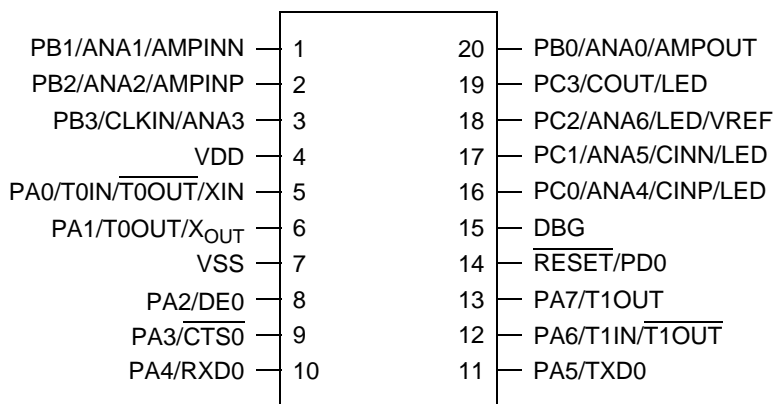 PB1/ANA1/AMPINN 1 20 PB0/ANA0/AMPOUT
PB2/ANA2/AMPINP 2 19 PC3/COUT/LED
PB3/CLKIN/ANA3 3 18 PC2/ANA6/LED/VREF
VDD 4 17 PC1/ANA5/CINN/LED
PA0/T0IN/T0OUT/XIN 5 16 PC0/ANA4/CINP/LED
PA1/T0OUT/XOUT 6 15 DBG
VSS 7 14 RESET/PD0
PA2/DE0 8 13 PA7/T1OUT
PA3/CTS0 9 12 PA6/T1IN/T1OUT
PA4/RXD0 10 11 PA5/TXD0